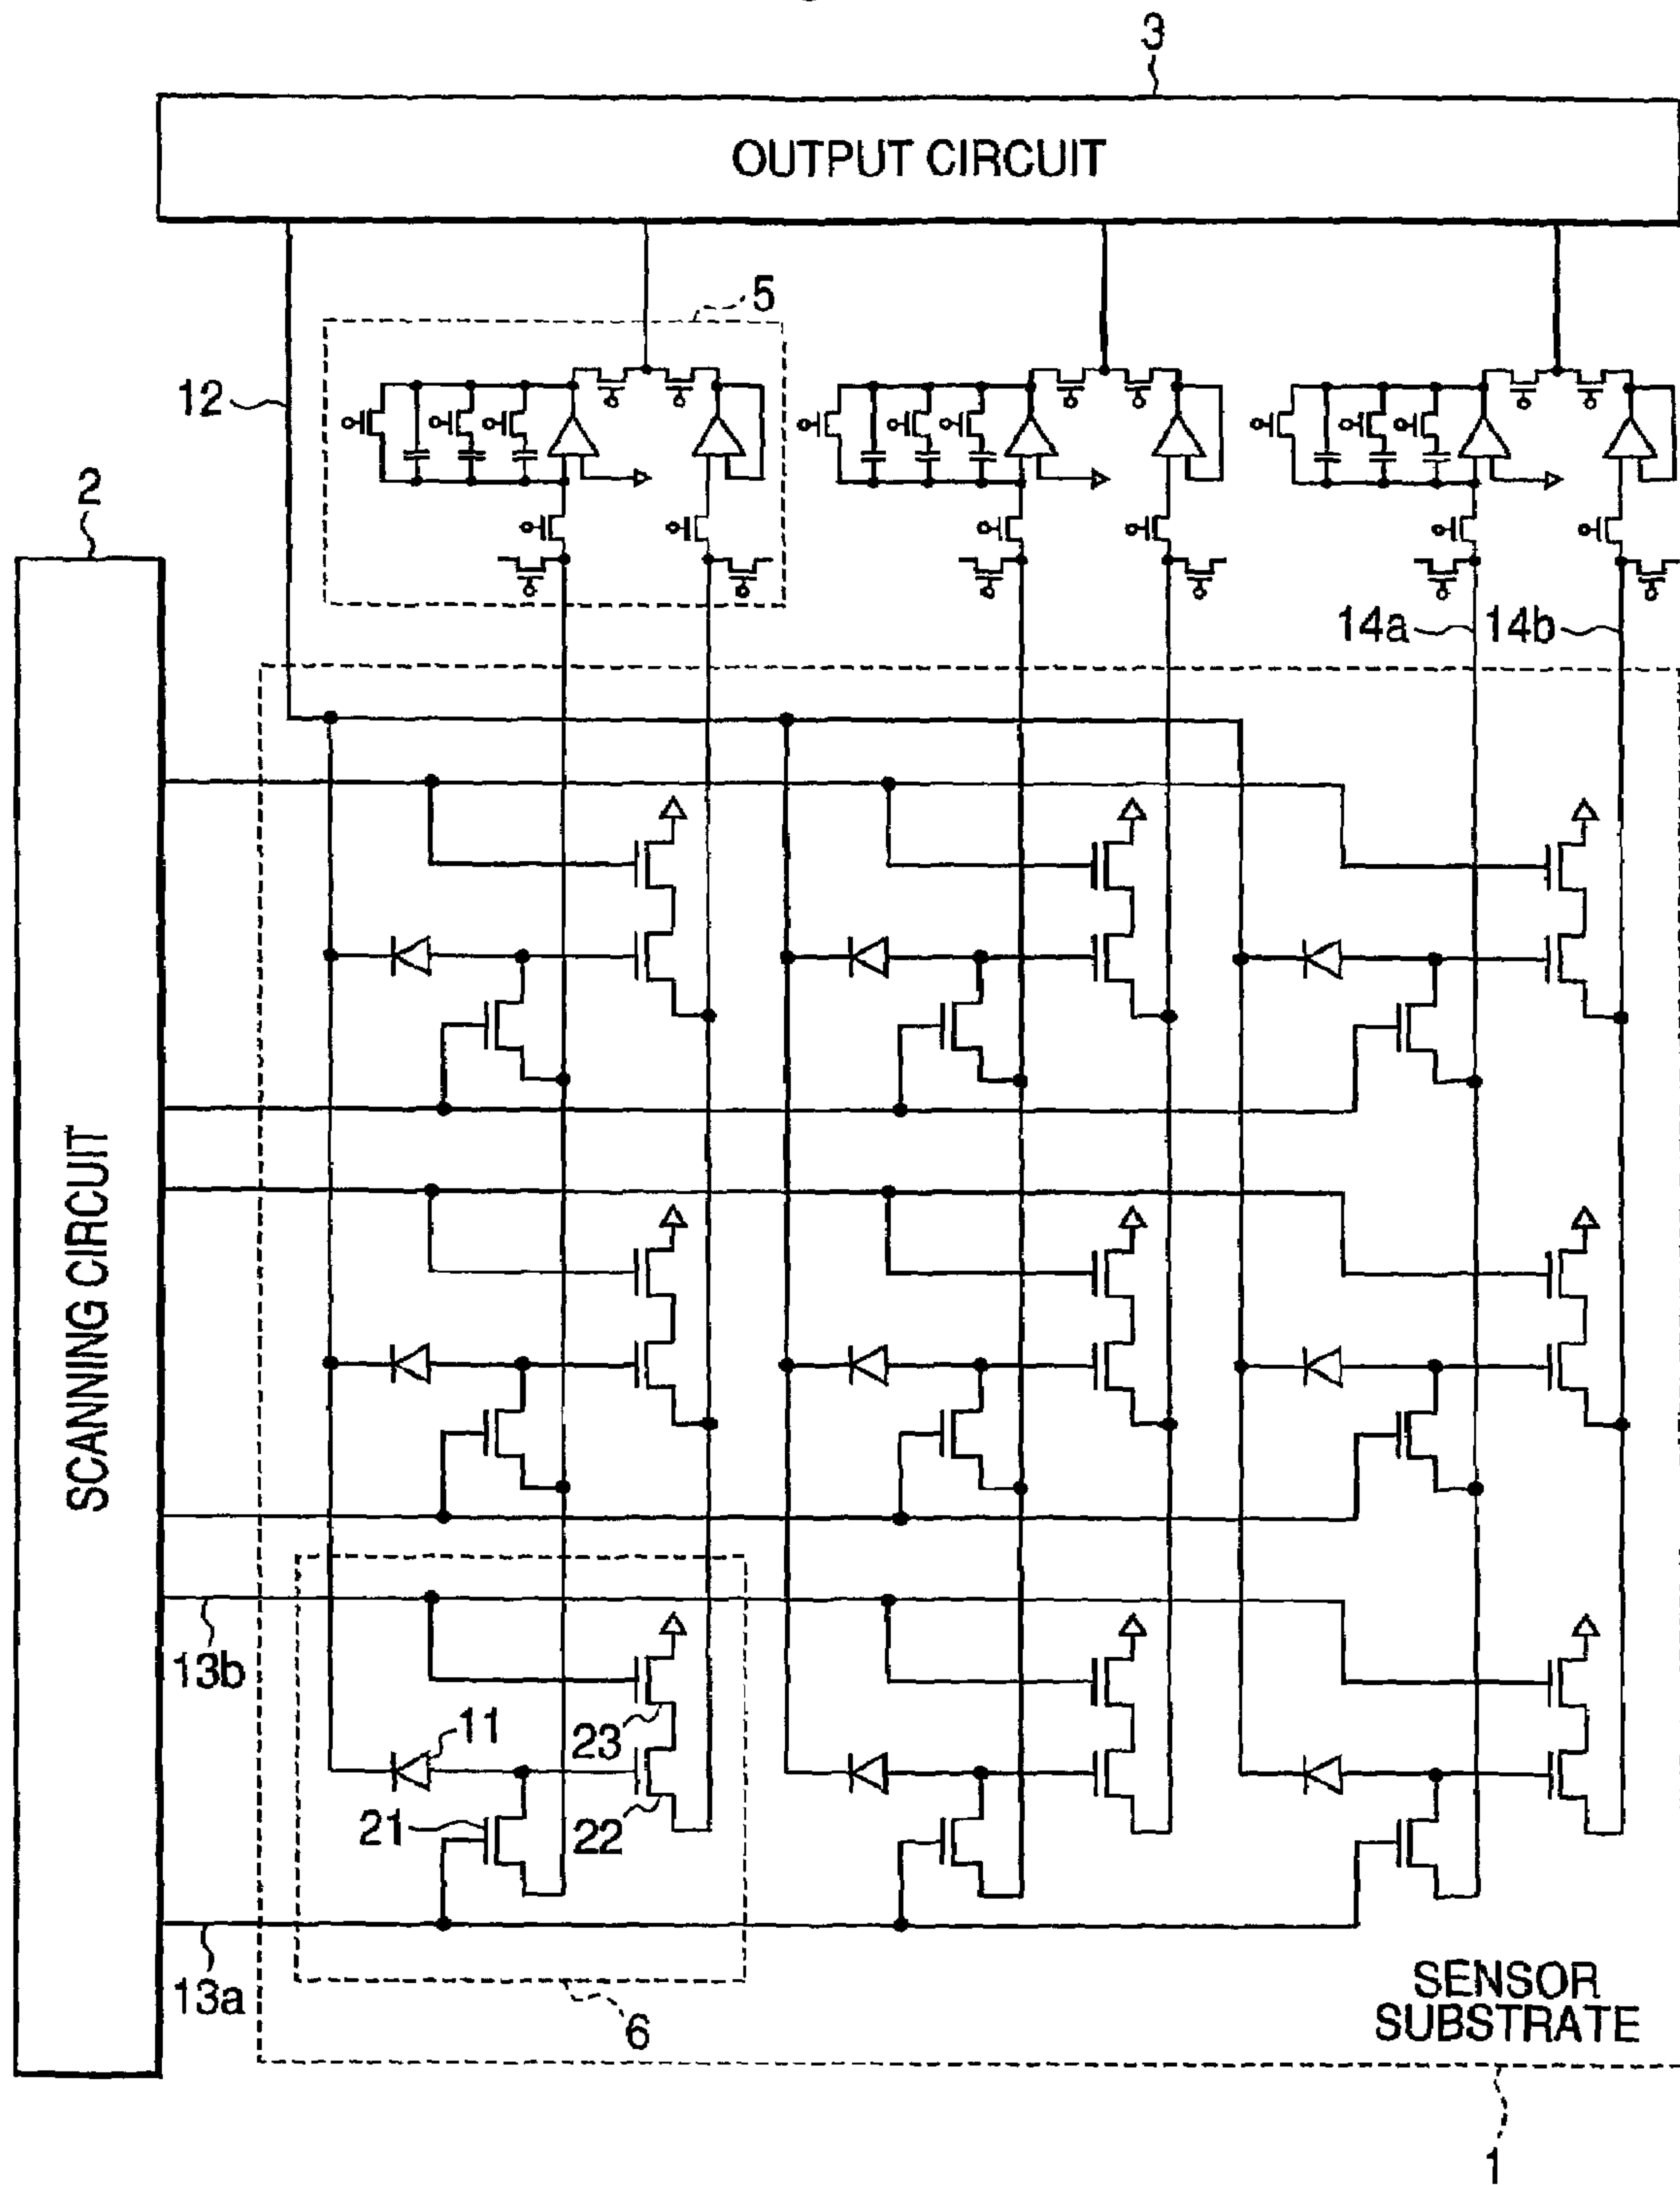 3
OUTPUT CIRCUIT
5
12
2
14a 14b
SCANNING CIRCUIT
13b
11
23
21
22
13a
6
SENSOR
SUBSTRATE
1